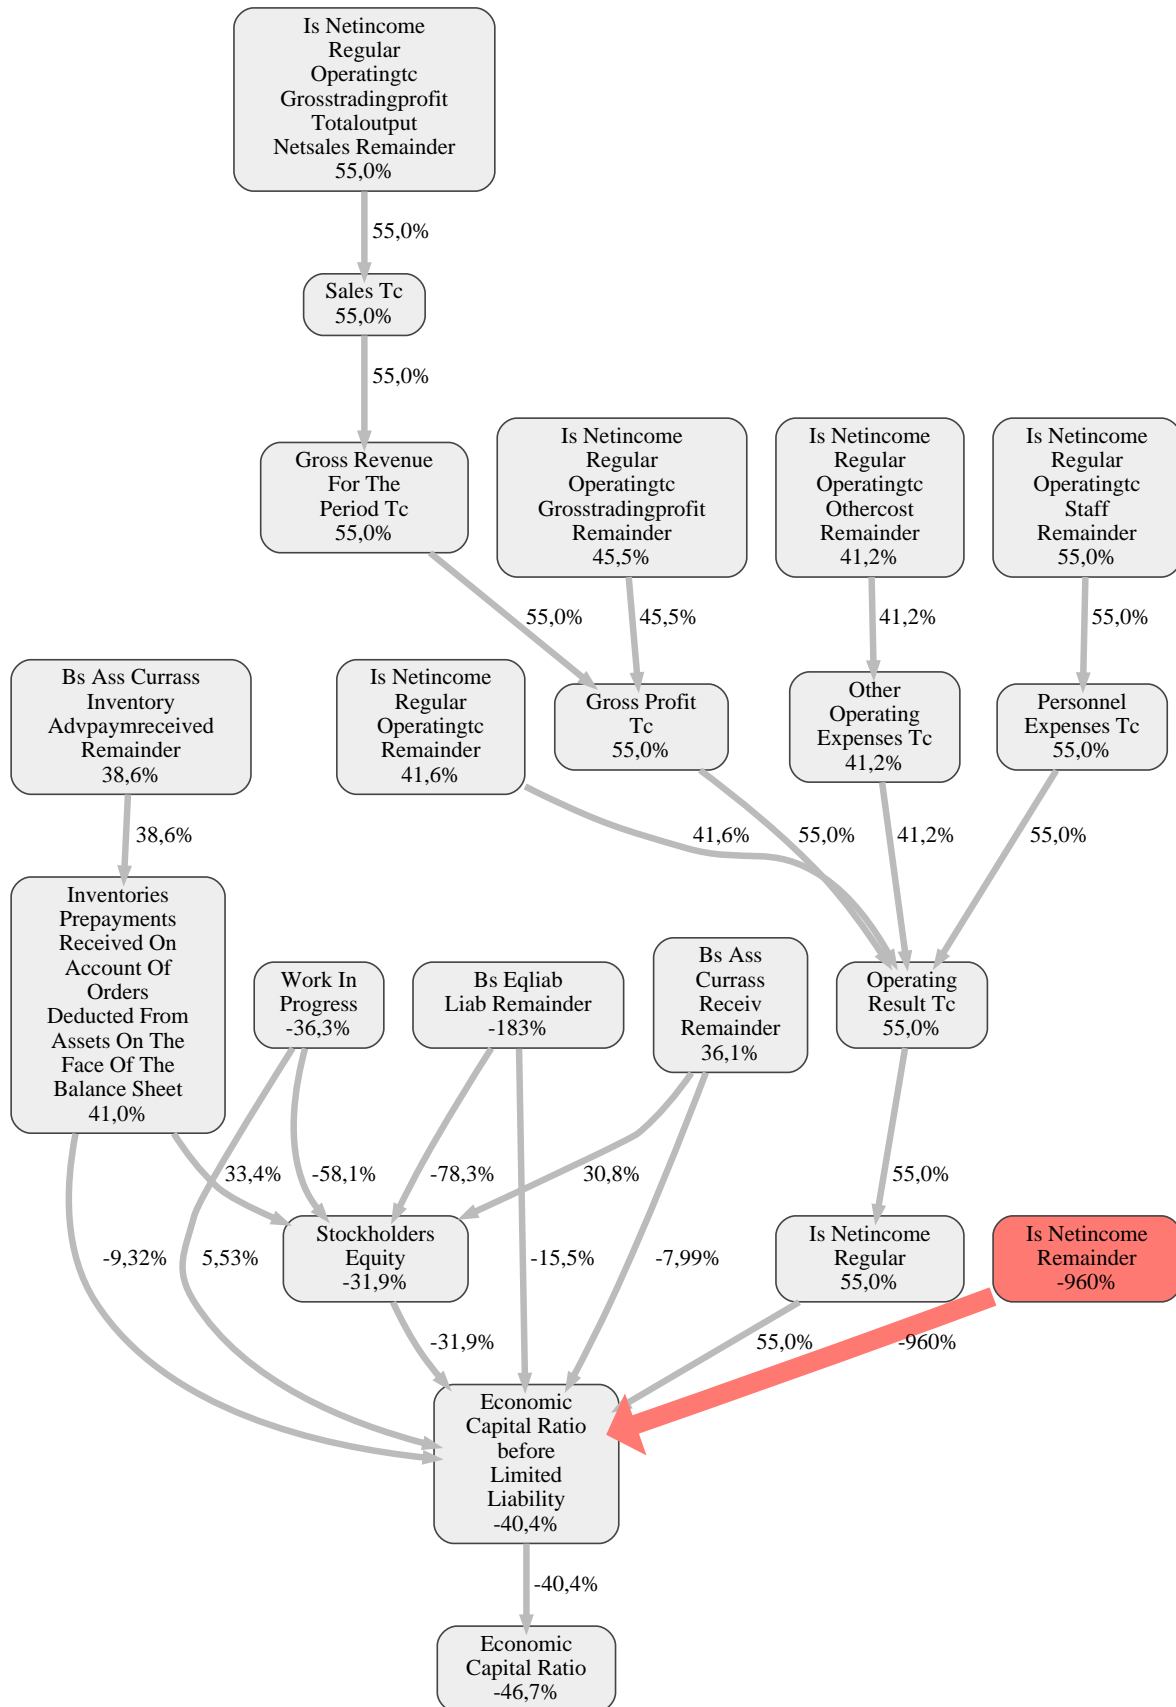 Is Netincome
Regular
Operatingtc
Grosstradingprofit
Totaloutput
Netsales Remainder
55,0%
55,0%
Sales Tc
55,0%
55,0%
Gross Revenue
For The
Period Tc
55,0%
Is Netincome
Regular
Operatingtc
Grosstradingprofit
Remainder
45,5%
Is Netincome
Regular
Operatingtc
Othercost
Remainder
41,2%
Is Netincome
Regular
Operatingtc
Staff
Remainder
55,0%
55,0%
45,5%
41,2%
55,0%
Bs Ass Currass
Inventory
Advpaymreceived
Remainder
38,6%
Is Netincome
Regular
Operatingtc
Remainder
41,6%
Gross Profit
Tc
55,0%
Other
Operating
Expenses Tc
41,2%
Personnel
Expenses Tc
55,0%
38,6%
41,6%
55,0%
41,2%
55,0%
Inventories
Prepayments
Received On
Account Of
Orders
Deducted From
Assets On The
Face Of The
Balance Sheet
41,0%
Work In
Progress
-36,3%
Bs Eqliab
Liab Remainder
-183%
Bs Ass
Currass
Receiv
Remainder
36,1%
Operating
Result Tc
55,0%
33,4%
-58,1%
-78,3%
30,8%
55,0%
Stockholders
Equity
-31,9%
Is Netincome
Regular
55,0%
Is Netincome
Remainder
-960%
-9,32%
5,53%
-15,5%
-7,99%
-31,9%
55,0%
-960%
Economic
Capital Ratio
before
Limited
Liability
-40,4%
-40,4%
Economic
Capital Ratio
-46,7%